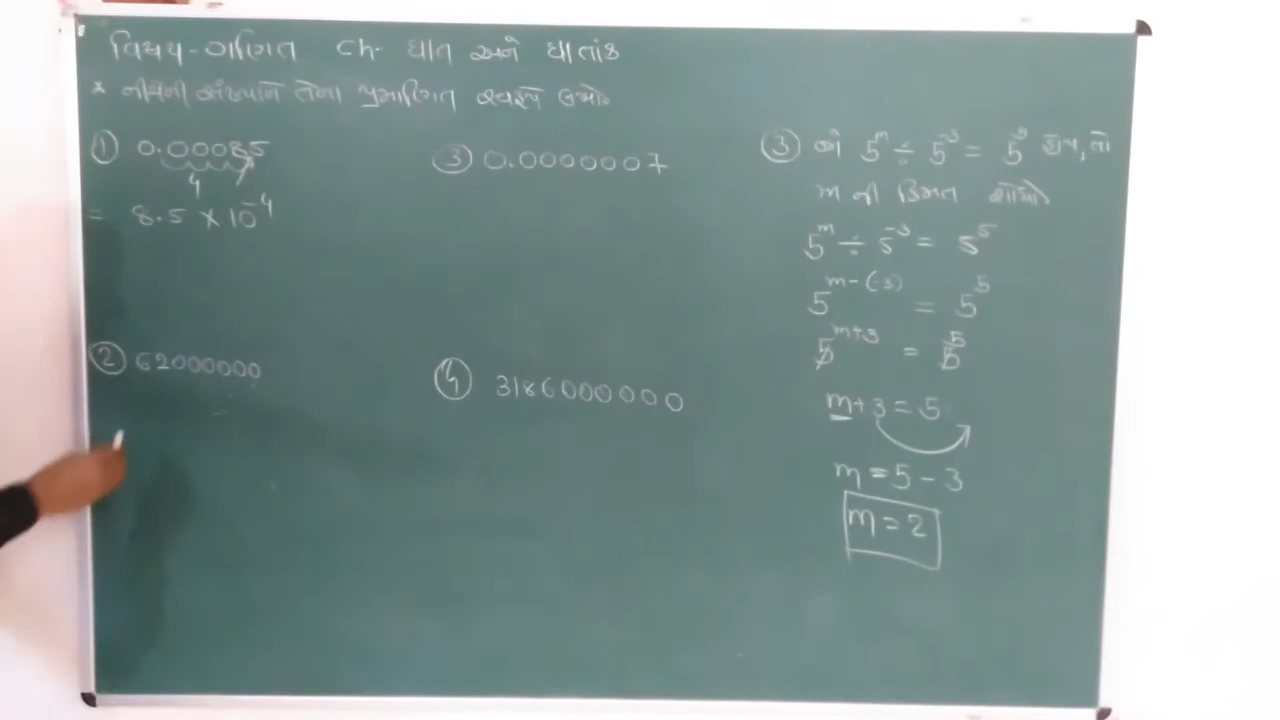 વિષય-ગણિત Ch- ઘાત અને ઘાતાંક
* નીચેની સંખ્યાને તેના પ્રમાણિત સ્વરૂપે લખો
① 0.00085
4
= 8.5 × 10⁻⁴
② 62000000
③ 0.0000007
④ 3186000000
③ જો 5ᵐ ÷ 5⁻³ = 5⁵ હોય, તો
m ની કિંમત શોધો
5ᵐ ÷ 5⁻³ = 5⁵
5ᵐ⁻⁽⁻³⁾ = 5⁵
5ᵐ⁺³ = 5⁵
m+3 = 5
m = 5 - 3
m = 2